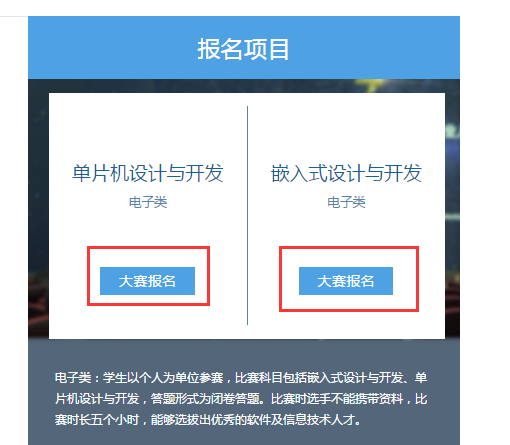 报名项目
单片机设计与开发
嵌入式设计与开发
电子类
电子类
大赛报名
大赛报名
电子类：学生以个人为单位参赛，比赛科目包括嵌入式设计与开发、单
片机设计与开发，答题形式为闭卷答题。比赛时选手不能携带资料，比
赛时长五个小时，能够选拔出优秀的软件及信息技术人才。